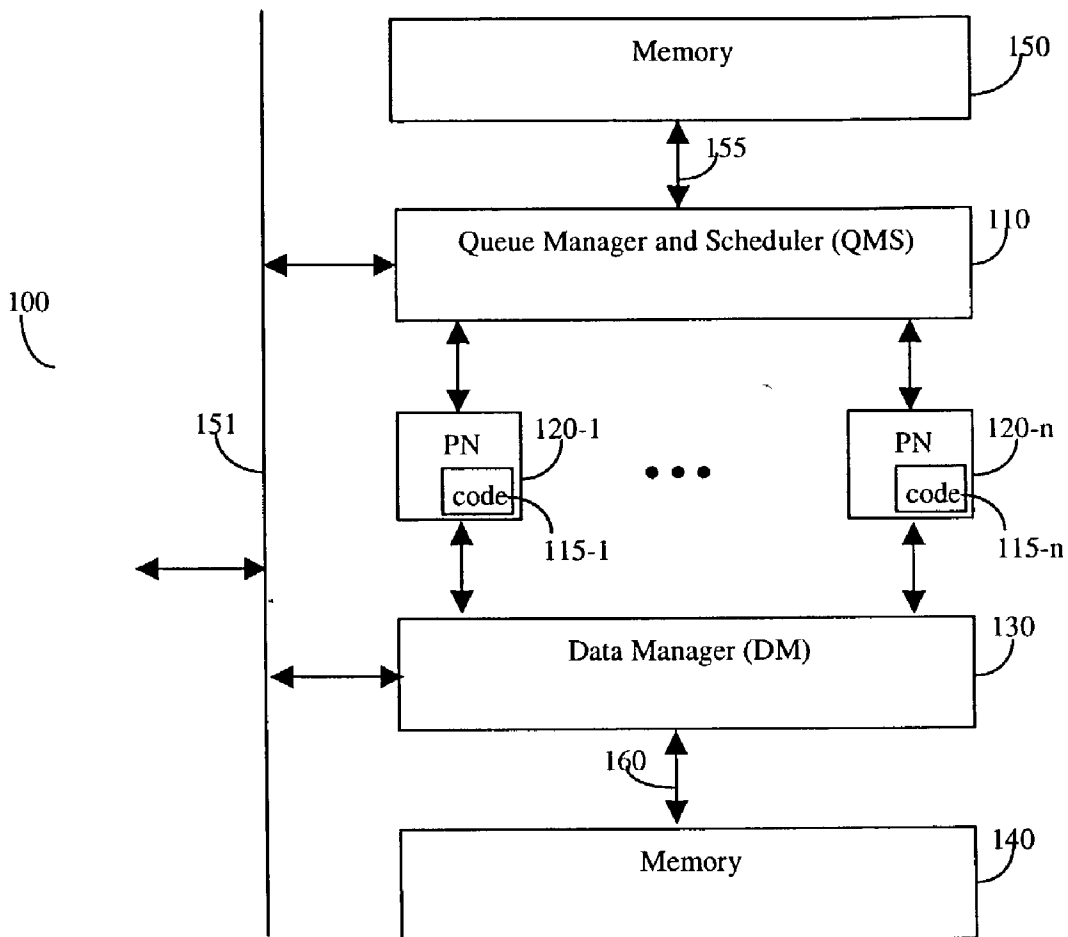 Memory
150
155
Queue Manager and Scheduler (QMS)
110
100
151
PN
code
120-1
115-1
PN
code
120-n
115-n
Data Manager (DM)
130
160
Memory
140